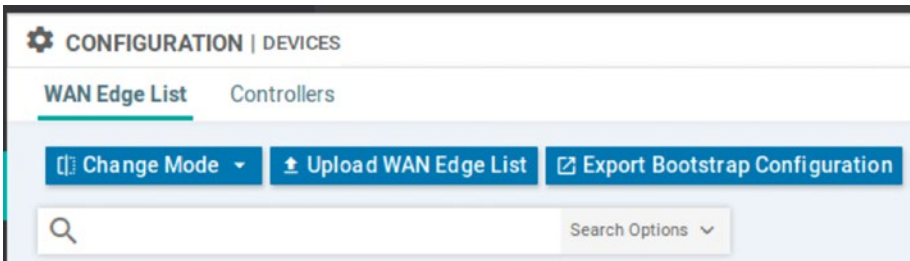 CONFIGURATION | DEVICES
WAN Edge List Controllers
Change Mode Upload WAN Edge List Export Bootstrap Configuration
Search Options